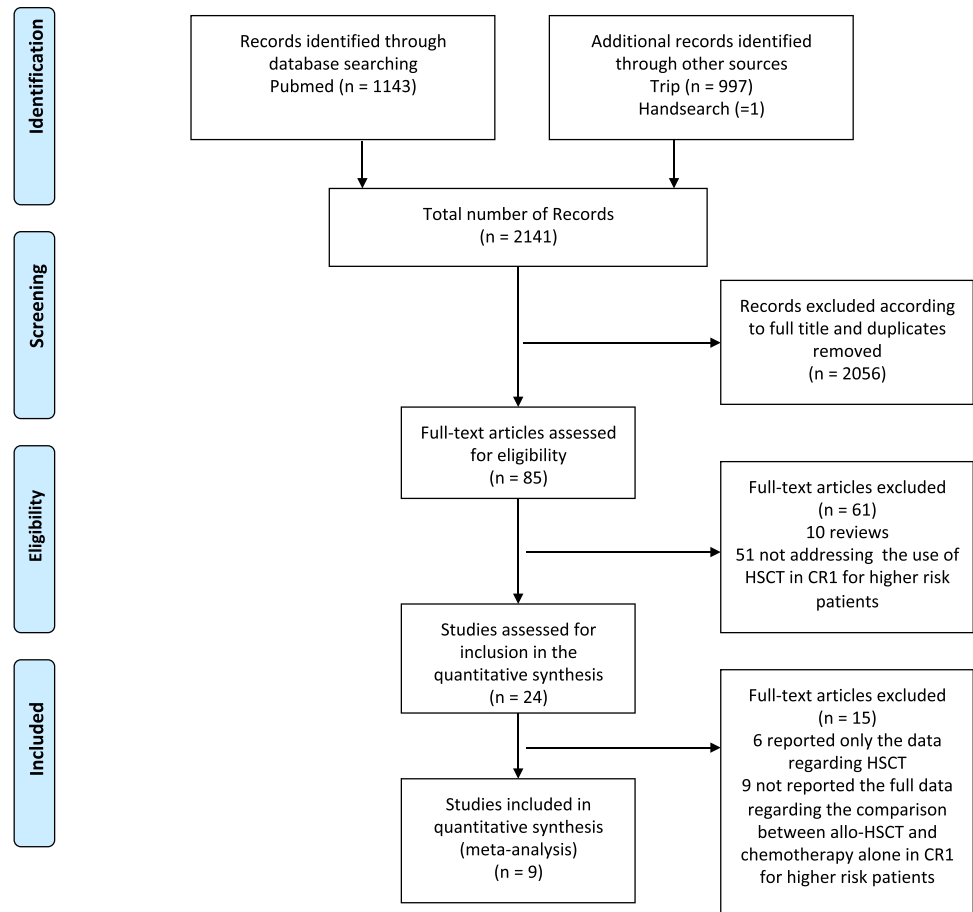 Identification
Records identified through
database searching
Pubmed (n = 1143)
Additional records identified
through other sources
Trip (n = 997)
Handsearch (=1)
Total number of Records
(n = 2141)
Screening
Records excluded according
to full title and duplicates
removed
(n = 2056)
Full-text articles assessed
for eligibility
(n = 85)
Eligibility
Full-text articles excluded
(n = 61)
10 reviews
51 not addressing  the use of
HSCT in CR1 for higher risk
patients
Studies assessed for
inclusion in the
quantitative synthesis
(n = 24)
Included
Full-text articles excluded
(n = 15)
6 reported only the data
regarding HSCT
9 not reported the full data
regarding the comparison
between allo-HSCT and
chemotherapy alone in CR1
for higher risk patients
Studies included in
quantitative synthesis
(meta-analysis)
(n = 9)